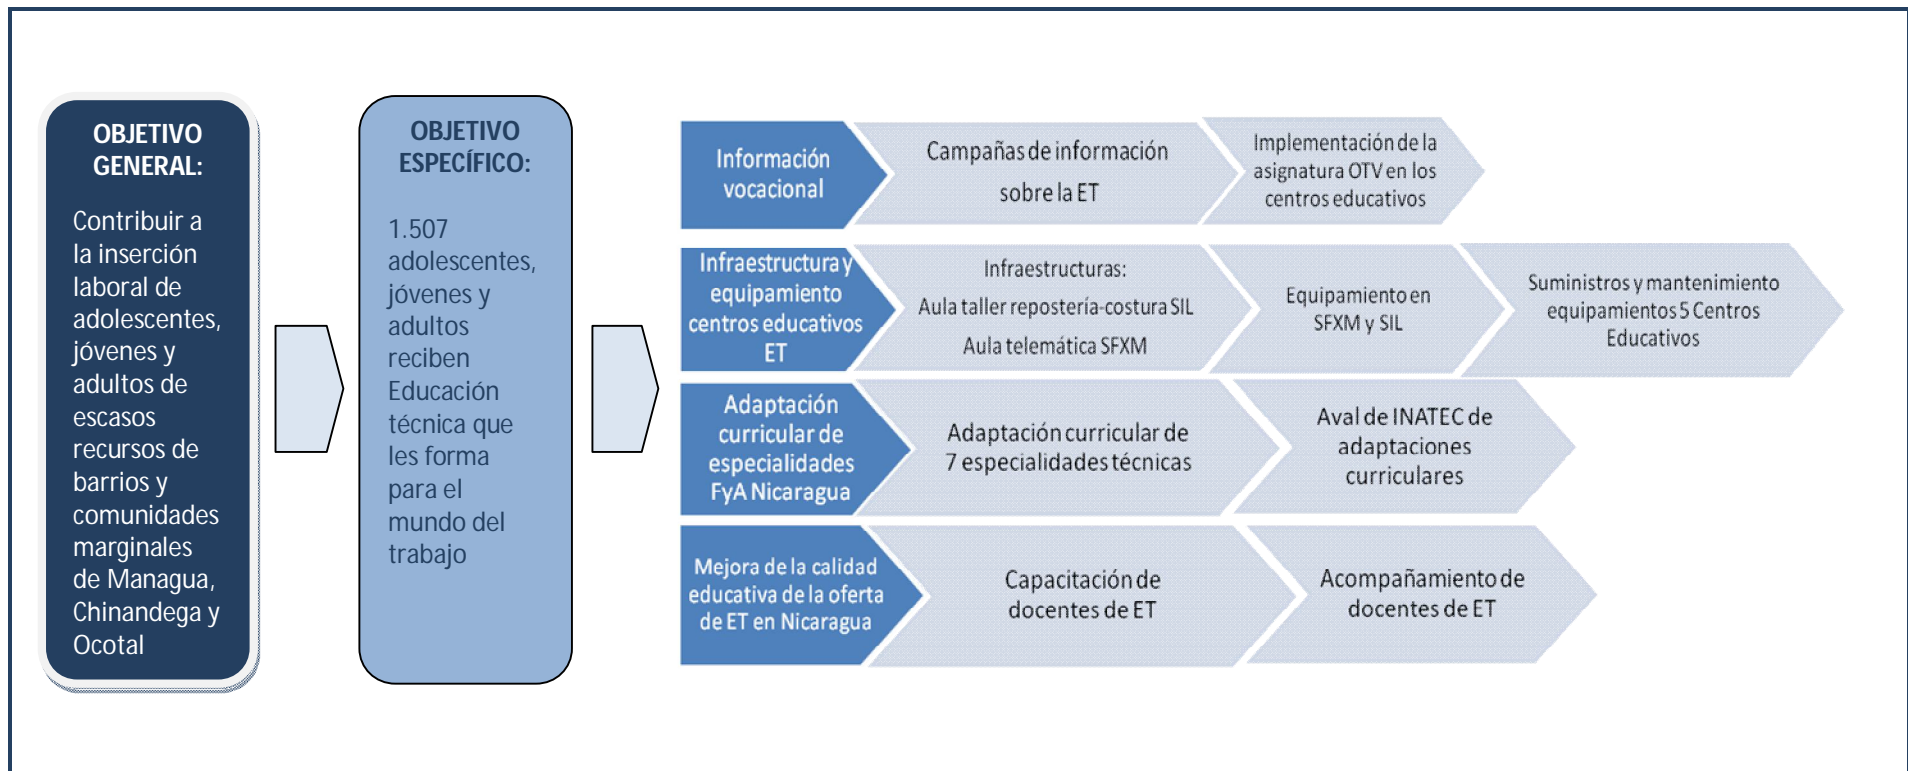 OBJETIVO
GENERAL:
Contribuir a
la inserción
laboral de
adolescentes,
jóvenes y
adultos de
escasos
recursos de
barrios y
comunidades
marginales
de Managua,
Chinandega y
Ocotal
OBJETIVO
ESPECÍFICO:
1.507
adolescentes,
jóvenes y
adultos
reciben
Educación
técnica que
les forma
para el
mundo del
trabajo
Información
vocacional
Campañas de información
sobre la ET
Implementación de la
asignatura OTV en los
centros educativos
Infraestructura y
equipamiento
centros educativos
ET
Infraestructuras:
Aula taller repostería-costura SIL
Aula telemática SFXM
Equipamiento en
SFXM y SIL
Suministros y mantenimiento
equipamientos 5 Centros
Educativos
Adaptación
curricular de
especialidades
FyA Nicaragua
Adaptación curricular de
7 especialidades técnicas
Aval de INATEC de
adaptaciones
curriculares
Mejora de la calidad
educativa de la oferta
de ET en Nicaragua
Capacitación de
docentes de ET
Acompañamiento de
docentes de ET